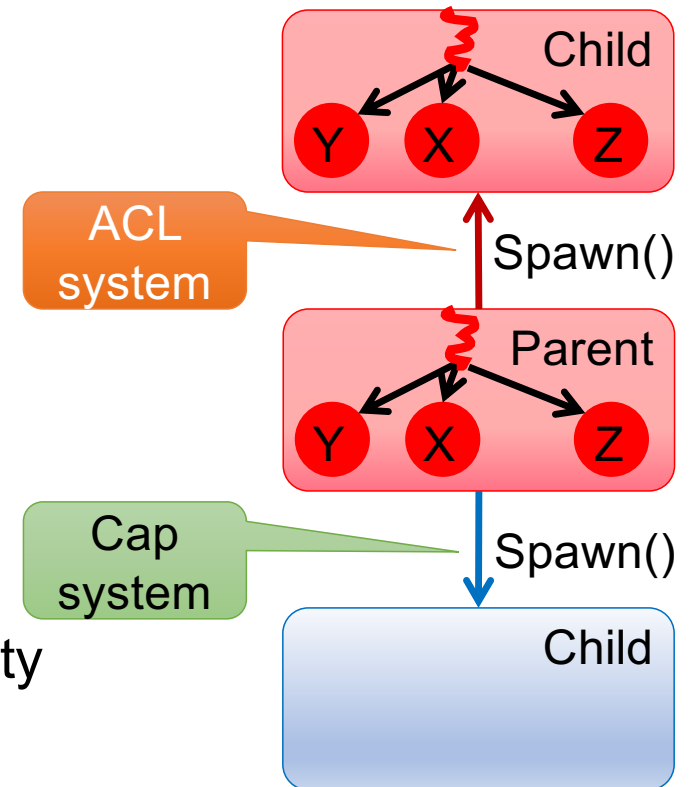 Child
Y X Z
ACL
system
Spawn()
Parent
Y X Z
Cap
system
Spawn()
ty
Child